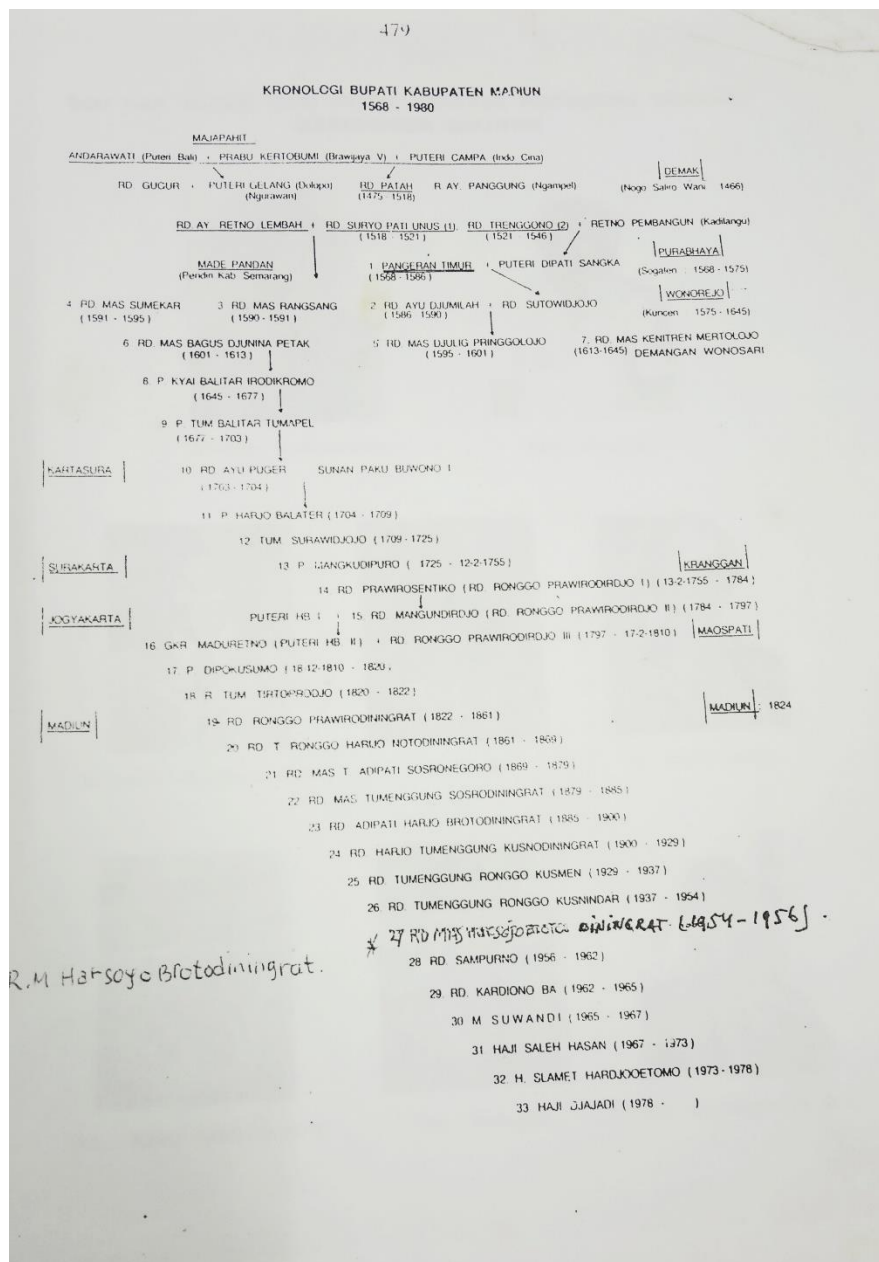 479
KRONOLOGI BUPATI KABUPATEN MADIUN
1568 - 1980
MAJAPAHIT
ANDARAWATI (Puteri Bali) + PRABU KERTOBUMI (Brawijaya V) + PUTERI CAMPA (Indo Cina)
DEMAK
RD. GUGUR + PUTERI GELANG (Dolopo) RD. PATAH R. AY. PANGGUNG (Ngampel) (Nogo Saliro Wani 1466)
(Ngurawan) (1475 - 1518)
RD. AY. RETNO LEMBAH + RD. SURYO PATI UNUS (1). RD. TRENGGONO (2) + RETNO PEMBANGUN (Kadilangu)
(1518 - 1521) (1521 1546)
PURABHAYA
MADE PANDAN 1. PANGERAN TIMUR + PUTERI DIPATI SANGKA (Sogaten 1568 - 1575)
(Perdin Kab. Semarang) (1568 - 1586)
WONOREJO
4. RD. MAS SUMEKAR 3. RD. MAS RANGSANG 2. RD. AYU DJUMILAH + RD. SUTOWIDJOJO (Kuncen 1575 - 1645)
(1591 - 1595) (1590 - 1591) (1586 1590)
6. RD. MAS BAGUS DJUNINA PETAK 5. RD. MAS DJULIG PRINGGOLOJO 7. RD. MAS KENITREN MERTOLOJO
(1601 - 1613) (1595 - 1601) (1613-1645) DEMANGAN WONOSARI
8. P. KYAI BALITAR IRODIKROMO
(1645 - 1677)
9. P. TUM. BALITAR TUMAPEL
(1677 - 1703)
KARTASURA 10. RD. AYU PUGER SUNAN PAKU BUWONO I
(1703 - 1704)
11. P. HARJO BALATER (1704 - 1709)
12. TUM. SURAWIDJOJO (1709 - 1725)
SURAKARTA 13. P. MANGKUDIPURO ( 1725 - 12-2-1755) KRANGGAN
14. RD. PRAWIROSENTIKO (RD. RONGGO PRAWIRODIRDJO I) (13-2-1755 - 1784)
JOGYAKARTA PUTERI HB I + 15. RD. MANGUNDIRDJO (RD. RONGGO PRAWIRODIRDJO II) (1784 - 1797)
16. GKR. MADURETNO (PUTERI HB. II) + RD. RONGGO PRAWIRODIRDJO III (1797 - 17-2-1810) MAOSPATI
17. P. DIPOKUSUMO (18-12-1810 - 1820)
18. R. TUM. TIRTOPRODJO (1820 - 1822)
MADIUN 19. RD. RONGGO PRAWIRODININGRAT (1822 - 1861) MADIUN : 1824
20. RD. T. RONGGO HARIJO NOTODININGRAT (1861 - 1869)
21. RD. MAS T. ADIPATI SOSRONEGORO (1869 - 1879)
22. RD. MAS TUMENGGUNG SOSRODININGRAT (1879 - 1885)
23. RD. ADIPATI HARJO BROTODININGRAT (1885 - 1900)
24. RD. HARJO TUMENGGUNG KUSNODININGRAT (1900 - 1929)
25. RD. TUMENGGUNG RONGGO KUSMEN (1929 - 1937)
26. RD. TUMENGGUNG RONGGO KUSNINDAR (1937 - 1954)
27 RD MAS DININGRAT (1954 - 1956).
R.M Harsoyo Brotodiningrat.
28. RD. SAMPURNO (1956 - 1962)
29. RD. KARDIONO BA (1962 - 1965)
30. M. SUWANDI (1965 - 1967)
31. HAJI SALEH HASAN (1967 - 1973)
32. H. SLAMET HARDJOOETOMO (1973-1978)
33. HAJI DJAJADI (1978 - )